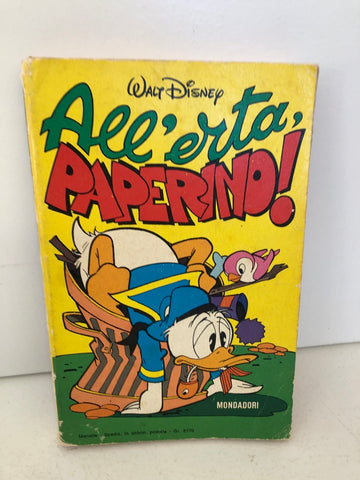 WALT DISNEY
All'erta,
PAPERINO!
MONDADORI